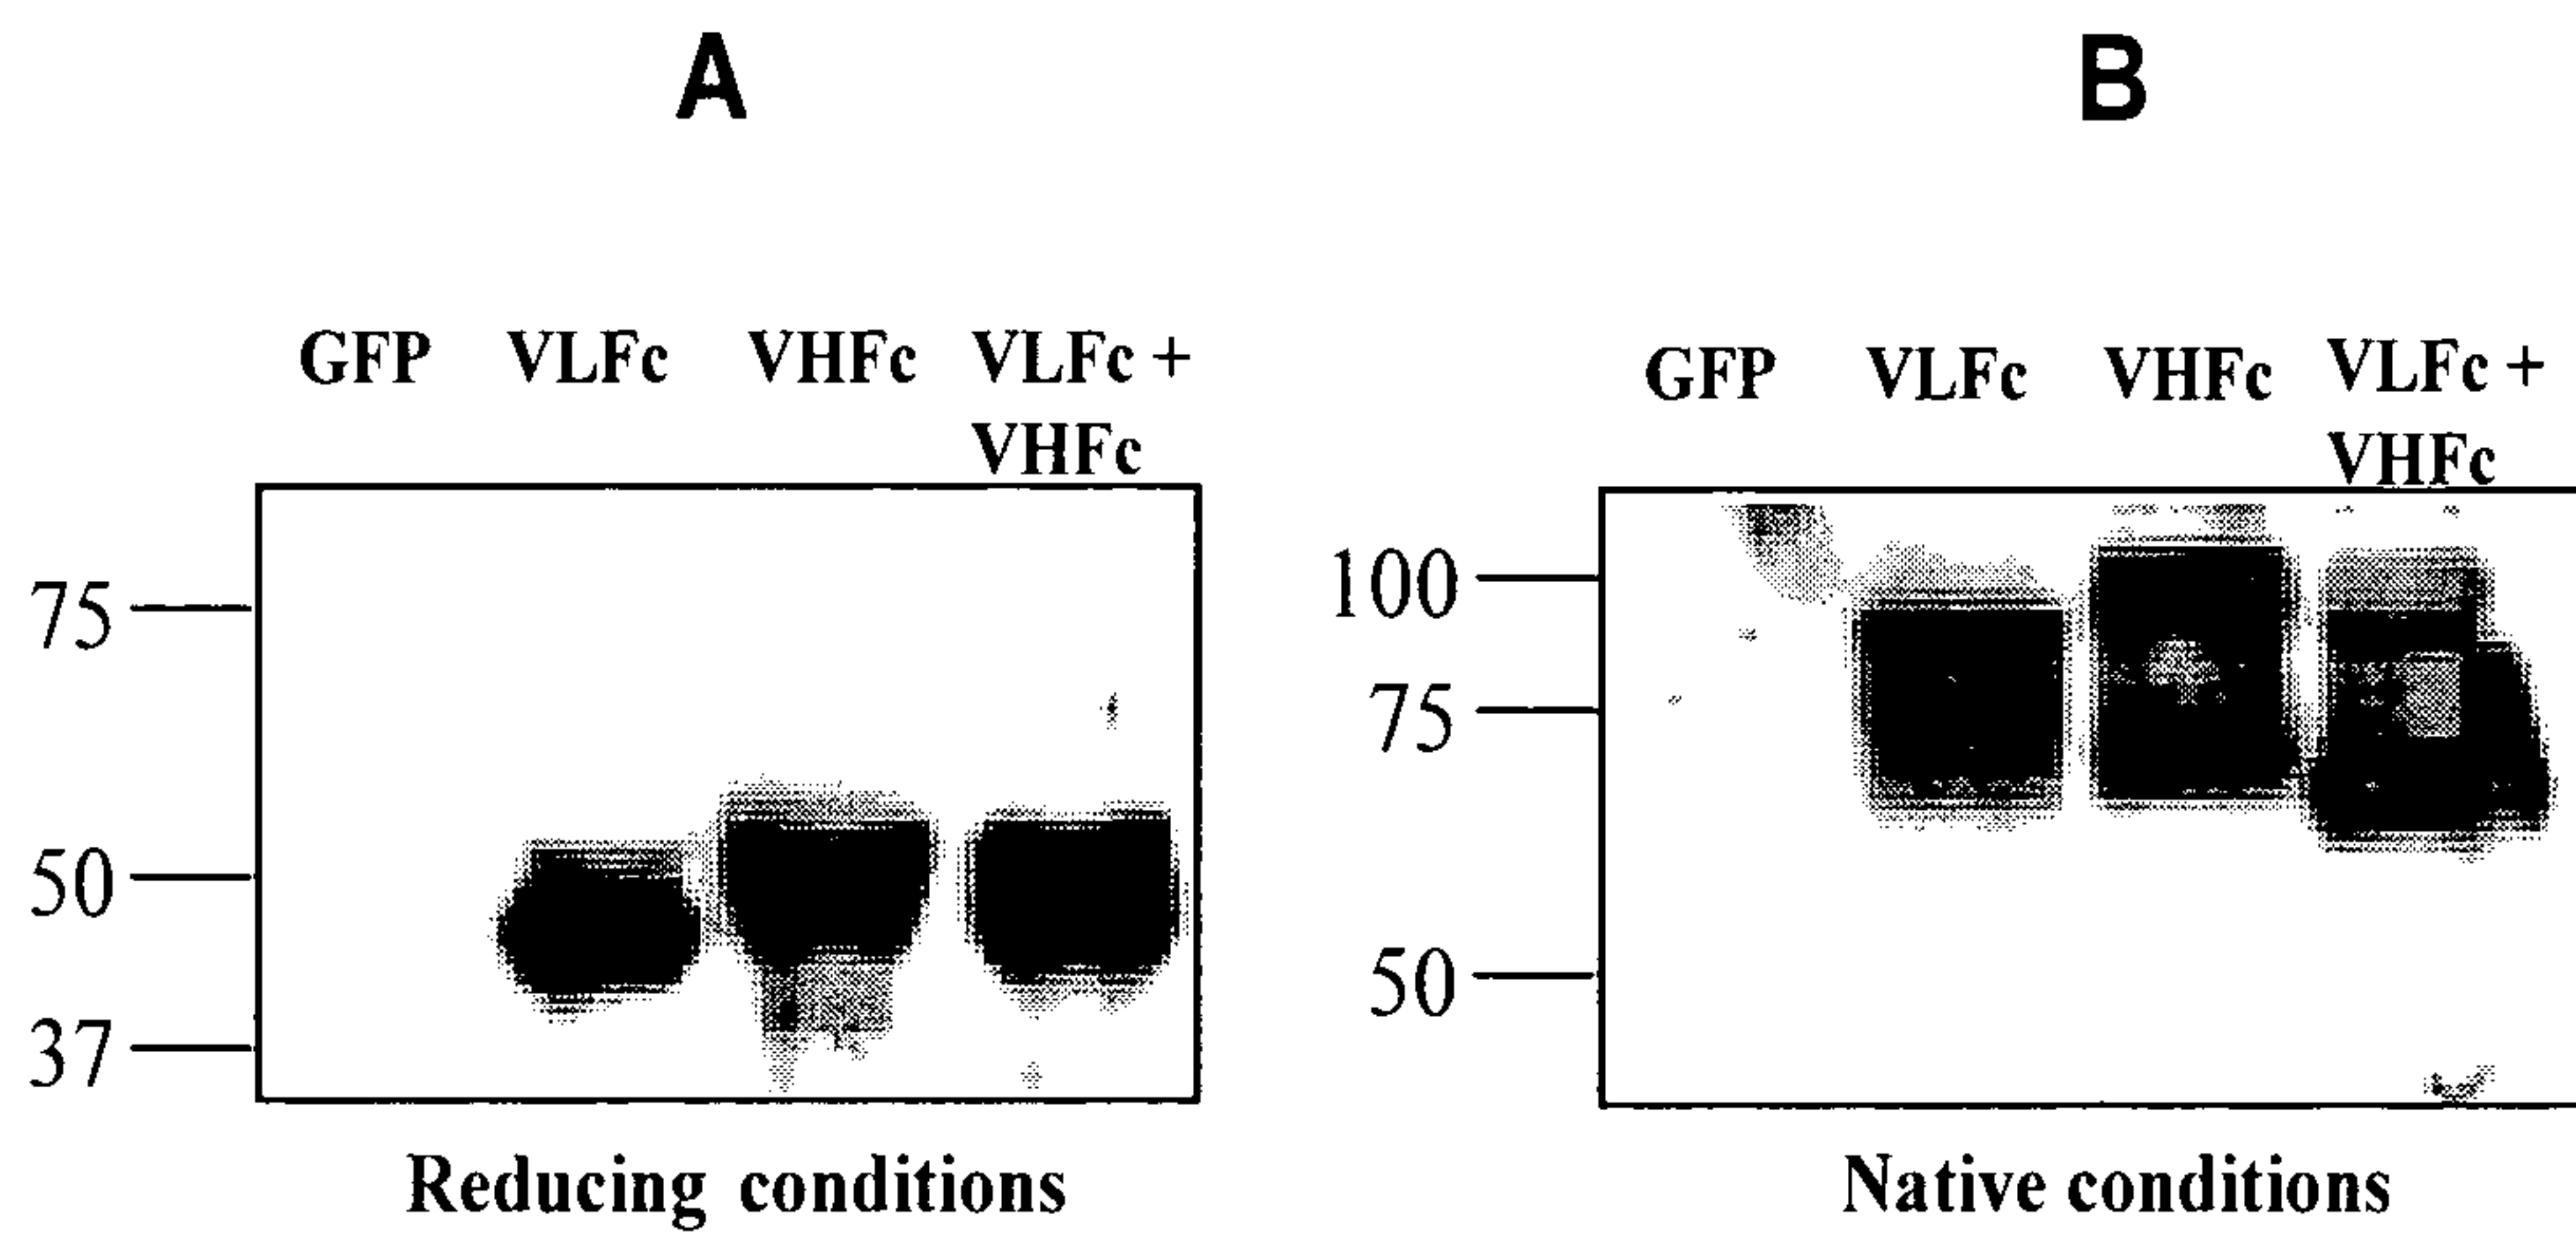 A
B
GFP VLFc VHFc VLFc +
VHFc
GFP VLFc VHFc VLFc +
VHFc
75
50
37
100
75
50
Reducing conditions
Native conditions